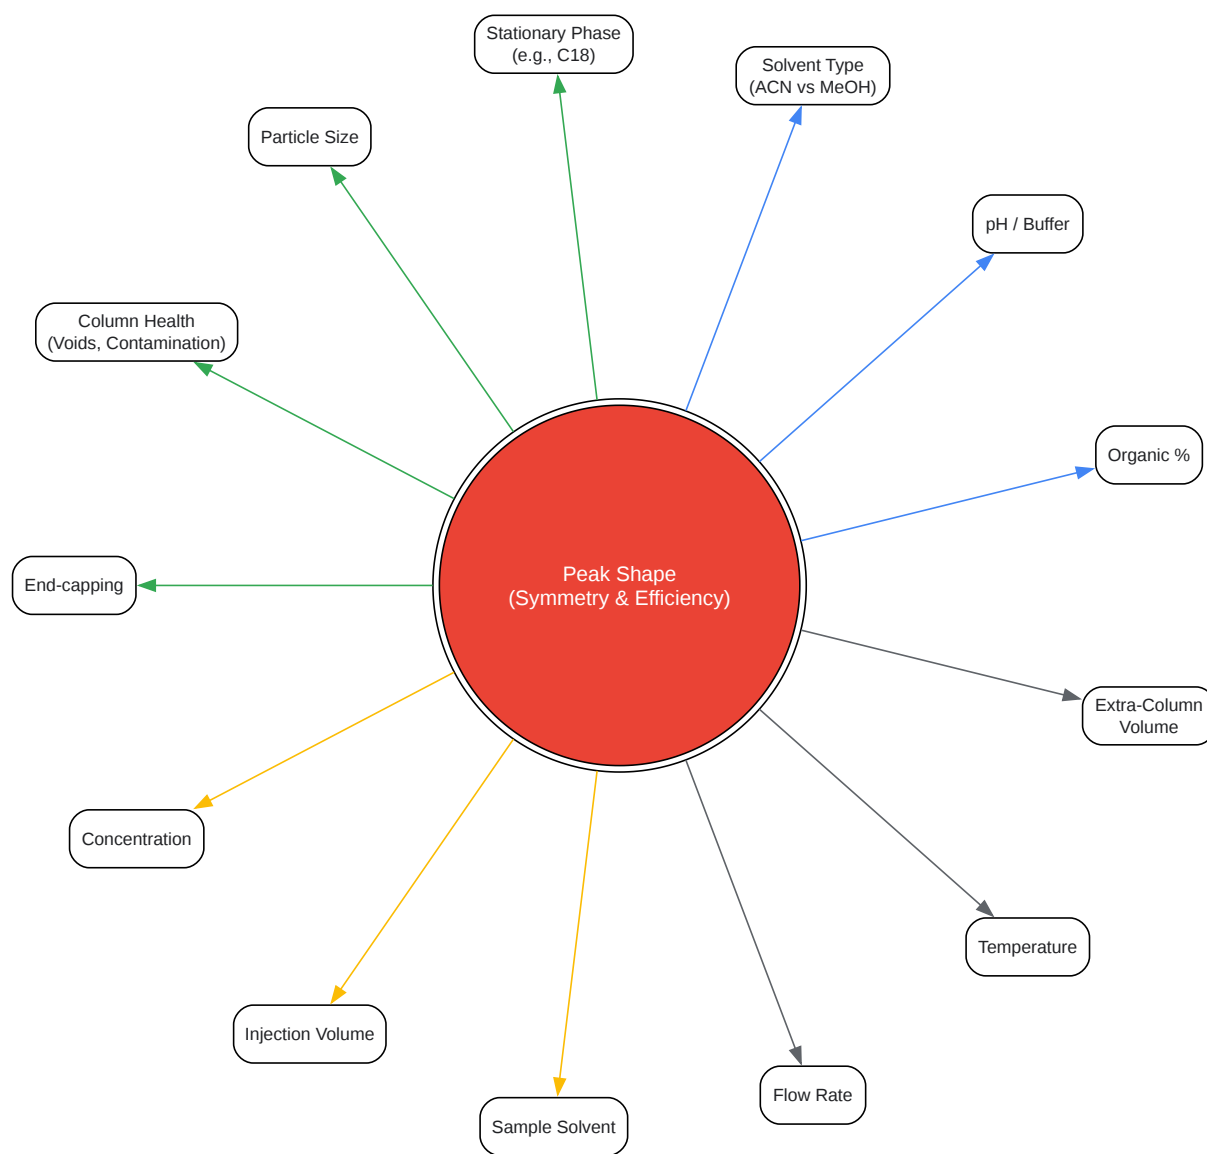 Stationary Phase
(e.g., C18)
Solvent Type
(ACN vs MeOH)
Particle Size
pH / Buffer
Column Health
(Voids, Contamination)
Organic %
End-capping
Peak Shape
(Symmetry & Efficiency)
Extra-Column
Volume
Concentration
Temperature
Injection Volume
Flow Rate
Sample Solvent